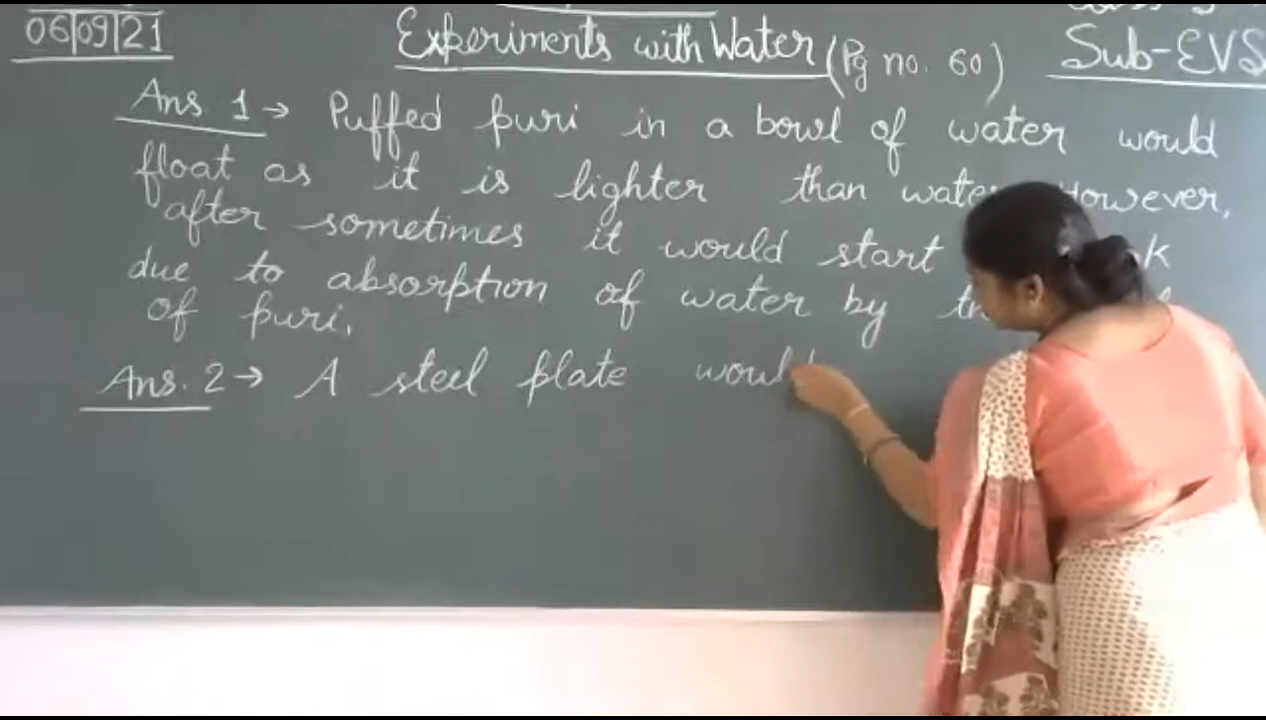 06|09|21
Experiments with Water (Pg no. 60)
Sub-EVS
Ans. 1 → Puffed puri in a bowl of water would
float as it is lighter than water However,
after sometimes it would start
due to absorption of water by
of puri.
Ans. 2 → A steel plate would